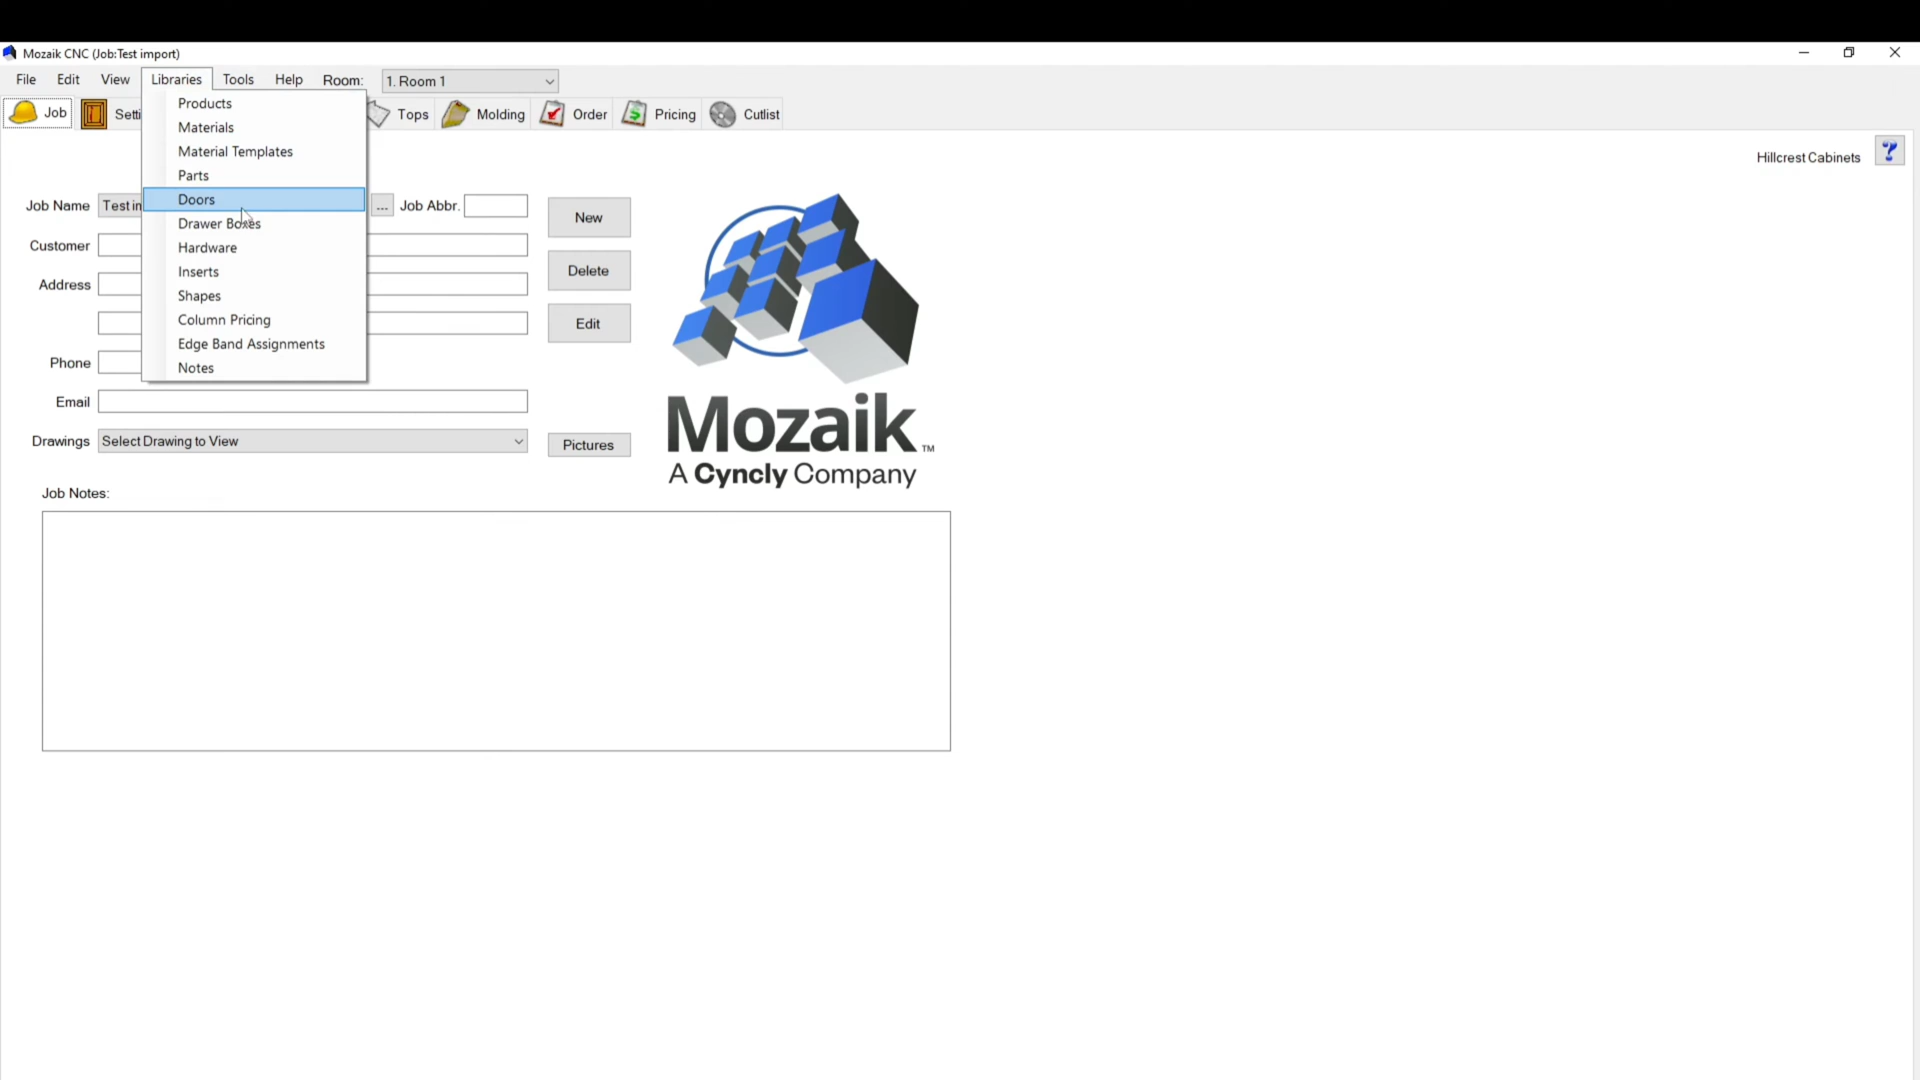 Mozaik CNC (Job:Test import)
File Edit View Libraries Tools Help Room: 1. Room 1
Job Setti Tops Molding Order Pricing Cutlist
Products
Materials
Material Templates
Parts
Doors
Drawer Boxes
Hardware
Inserts
Shapes
Column Pricing
Edge Band Assignments
Notes
Hillcrest Cabinets ?
Job Name Test in ... Job Abbr. New
Customer
Address Delete
Edit
Phone
Email
Drawings Select Drawing to View Pictures
Mozaik™
A Cyncly Company
Job Notes: